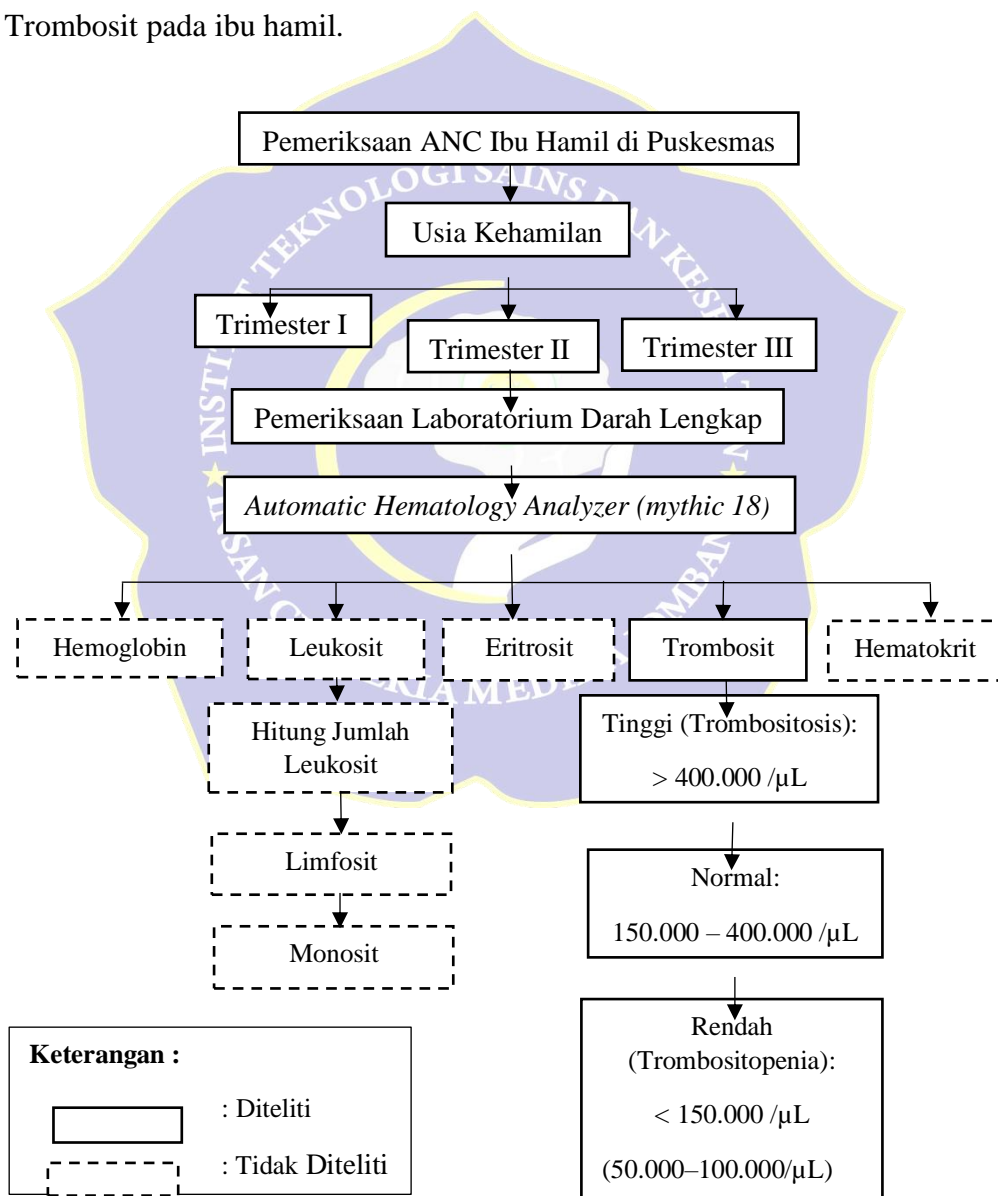 Trombosit pada ibu hamil.
Pemeriksaan ANC Ibu Hamil di Puskesmas
Usia Kehamilan
Trimester I
Trimester II
Trimester III
Pemeriksaan Laboratorium Darah Lengkap
Automatic Hematology Analyzer (mythic 18)
Hemoglobin
Leukosit
Eritrosit
Trombosit
Hematokrit
Hitung Jumlah
Leukosit
Limfosit
Monosit
Tinggi (Trombositosis):
> 400.000 /µL
Normal:
150.000 – 400.000 /µL
Rendah
(Trombositopenia):
< 150.000 /µL
(50.000–100.000/µL)
Keterangan :
: Diteliti
: Tidak Diteliti